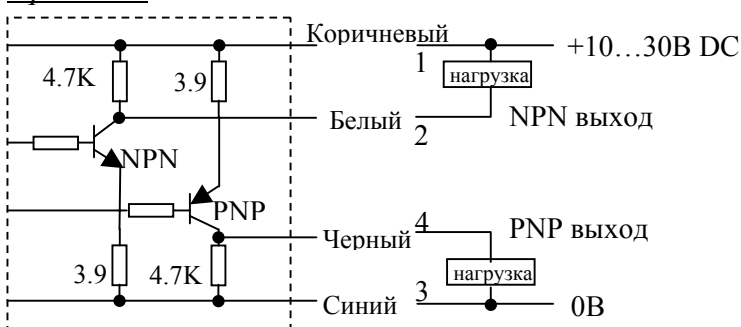 Коричневый
1
+10…30В DC
4.7K
3.9
нагрузка
Белый
2
NPN выход
NPN
PNP
4
PNP выход
Черный
3.9
4.7K
нагрузка
Синий
3
0В